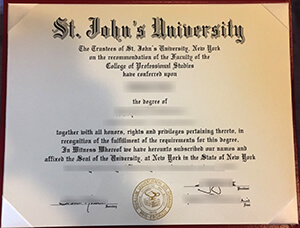 St. John's University
The Trustees of St. John's University, New York
on the recommendation of the Faculty of the
College of Professional Studies
have conferred upon
the degree of
together with all honors, rights and privileges pertaining thereto, in
recognition of the fulfillment of the requirements for this degree.
In Witness Whereof we have hereunto subscribed our names and
affixed the Seal of the University, at New York in the State of New York